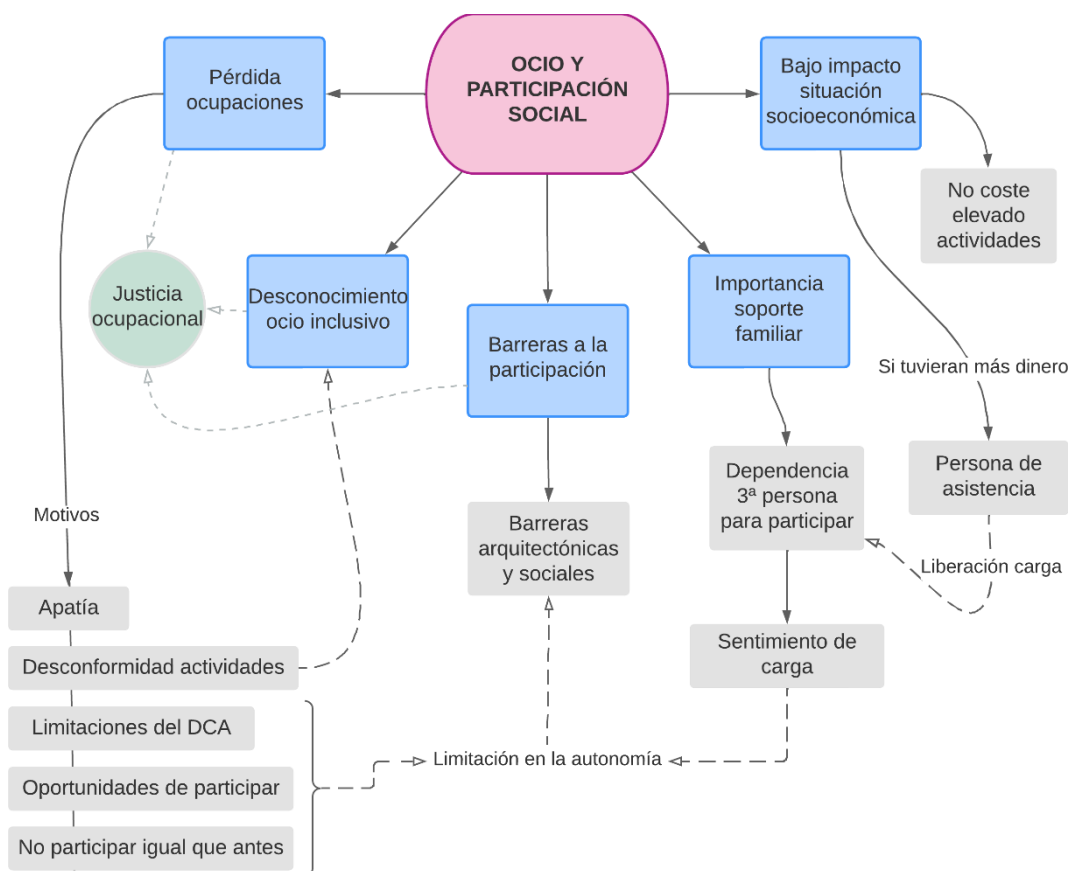 OCIO Y
PARTICIPACIÓN
SOCIAL
Pérdida
ocupaciones
Bajo impacto
situación
socioeconómica
No coste
elevado
actividades
Justicia
ocupacional
Desconocimiento
ocio inclusivo
Barreras a la
participación
Importancia
soporte
familiar
Si tuvieran más dinero
Motivos
Barreras
arquitectónicas
y sociales
Dependencia
3ª persona
para participar
Persona de
asistencia
Liberación carga
Apatía
Desconformidad actividades
Sentimiento de
carga
Limitaciones del DCA
Limitación en la autonomía
Oportunidades de participar
No participar igual que antes